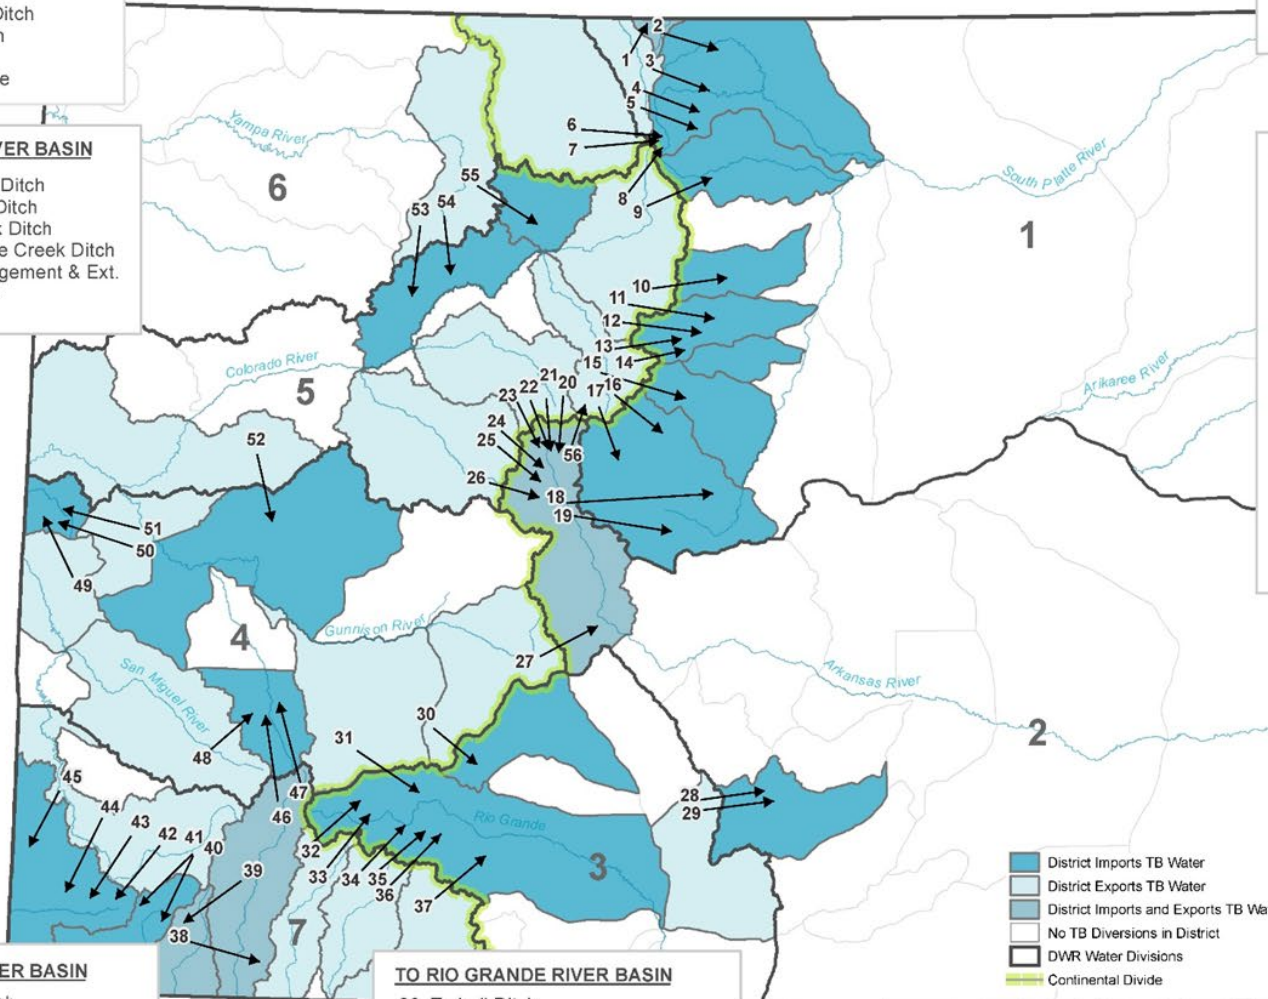 Ditch
e
VER BASIN
Ditch
Ditch
k Ditch
e Creek Ditch
gement & Ext.
2
1
3
4
5
6
7
8
9
Yampa River
6
55
53
54
South Platte River
1
10
11
12
13
14
15
16
17
Colorado River
5
Arikaree River
21
20
22
23
24
25
26
56
18
19
52
51
50
49
4
Gunnison River
27
San Miguel River
Arkansas River
2
30
31
48
47
46
28
29
45
44
43
42
41
40
39
38
Rio Grande
3
32
33
34
35
36
37
7
District Imports TB Water
District Exports TB Water
District Imports and Exports TB Wa
No TB Diversions in District
DWR Water Divisions
Continental Divide
ER BASIN
TO RIO GRANDE RIVER BASIN